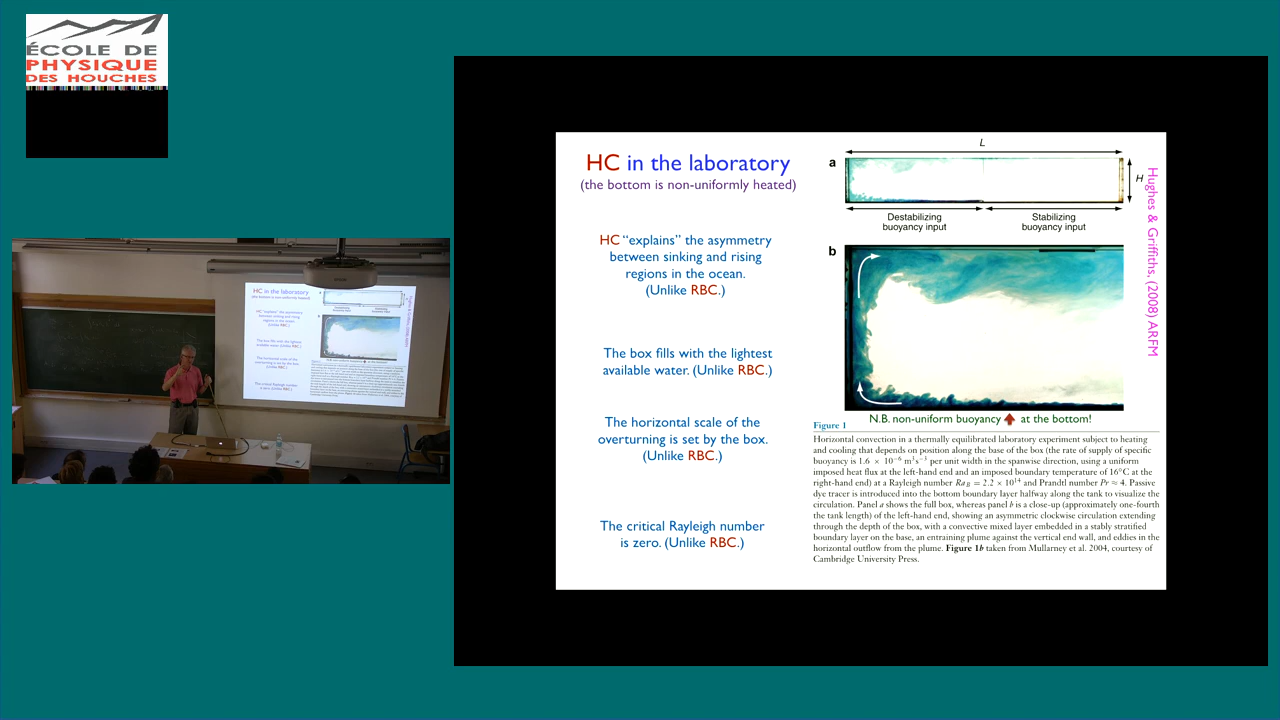 ÉCOLE DE
PHYSIQUE
DES HOUCHES
HC in the laboratory
(the bottom is non-uniformly heated)
HC “explains” the asymmetry
between sinking and rising
regions in the ocean.
(Unlike RBC.)
The box fills with the lightest
available water. (Unlike RBC.)
The horizontal scale of the
overturning is set by the box.
(Unlike RBC.)
The critical Rayleigh number
is zero. (Unlike RBC.)
L
a
H
Destabilizing
buoyancy input
Stabilizing
buoyancy input
b
Hughes & Griffiths, (2008) ARFM
N.B. non-uniform buoyancy at the bottom!
Figure 1
Horizontal convection in a thermally equilibrated laboratory experiment subject to heating
and cooling that depends on position along the base of the box (the rate of supply of specific
buoyancy is 1.6 × 10⁻⁶ m³s⁻³ per unit width in the spanwise direction, using a uniform
imposed heat flux at the left-hand end and an imposed boundary temperature of 16°C at the
right-hand end) at a Rayleigh number Ra_B = 2.2 × 10¹⁴ and Prandtl number Pr ≈ 4. Passive
dye tracer is introduced into the bottom boundary layer halfway along the tank to visualize the
circulation. Panel a shows the full box, whereas panel b is a close-up (approximately one-fourth
the tank length) of the left-hand end, showing an asymmetric clockwise circulation extending
through the depth of the box, with a convective mixed layer embedded in a stably stratified
boundary layer on the base, an entraining plume against the vertical end wall, and eddies in the
horizontal outflow from the plume. Figure 1b taken from Mullarney et al. 2004, courtesy of
Cambridge University Press.